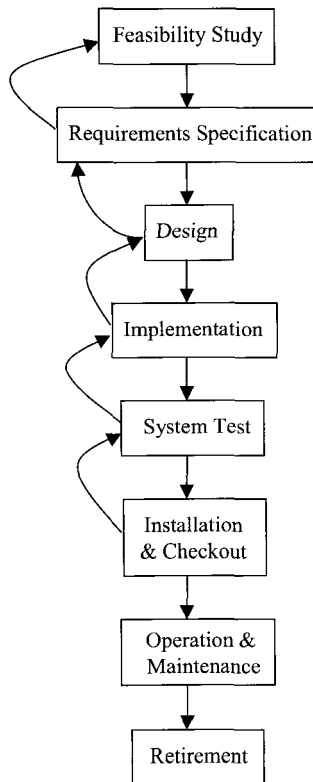 Feasibility Study
Requirements Specification
Design
Implementation
System Test
Installation
& Checkout
Operation &
Maintenance
Retirement